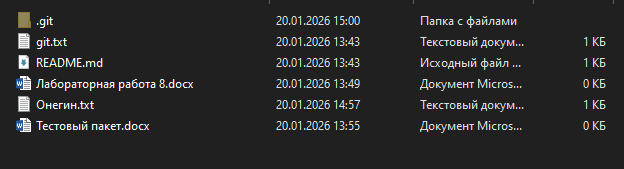 .git 20.01.2026 15:00 Папка с файлами
git.txt 20.01.2026 13:43 Текстовый докум... 1 КБ
README.md 20.01.2026 13:43 Исходный файл ... 1 КБ
Лабораторная работа 8.docx 20.01.2026 13:49 Документ Micros... 0 КБ
Онегин.txt 20.01.2026 14:57 Текстовый докум... 1 КБ
Тестовый пакет.docx 20.01.2026 13:55 Документ Micros... 0 КБ